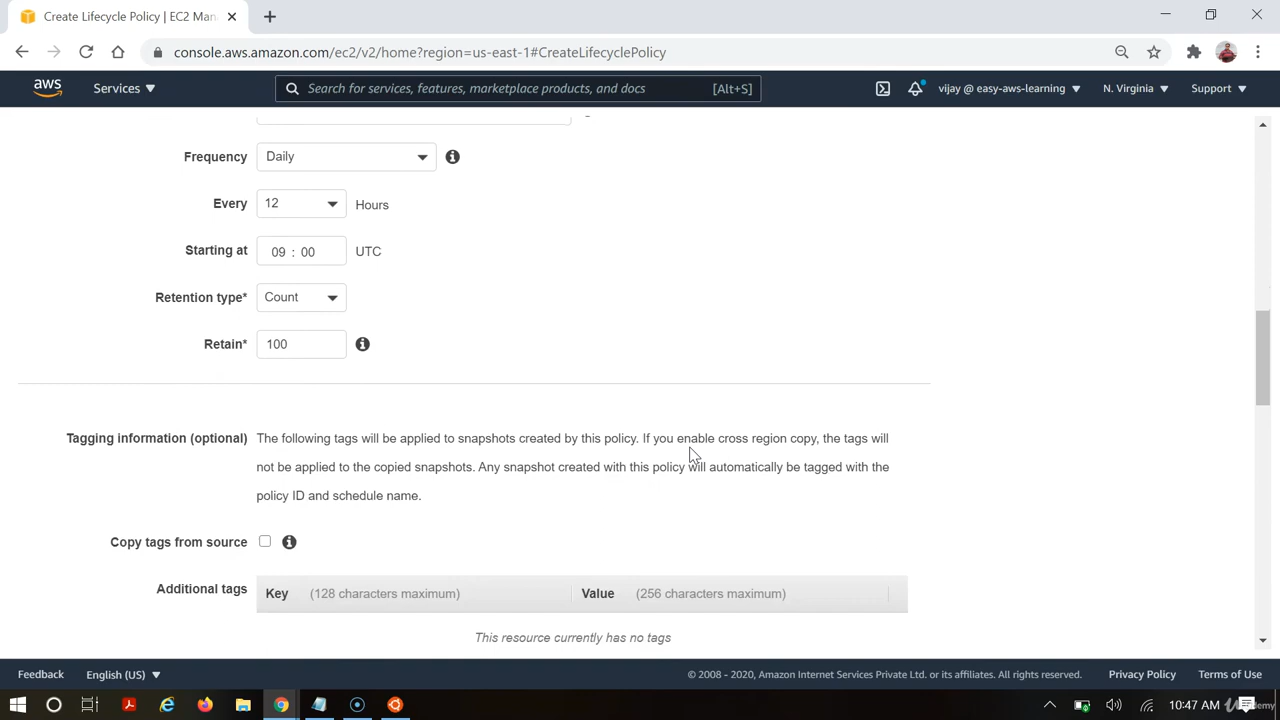 Create Lifecycle Policy | EC2 Man
console.aws.amazon.com/ec2/v2/home?region=us-east-1#CreateLifecyclePolicy
aws
Services
Search for services, features, marketplace products, and docs
[Alt+S]
vijay @ easy-aws-learning
N. Virginia
Support
Frequency
Daily
Every
12
Hours
Starting at
09 : 00
UTC
Retention type*
Count
Retain*
100
Tagging information (optional)
The following tags will be applied to snapshots created by this policy. If you enable cross region copy, the tags will
not be applied to the copied snapshots. Any snapshot created with this policy will automatically be tagged with the
policy ID and schedule name.
Copy tags from source
Additional tags
Key
(128 characters maximum)
Value
(256 characters maximum)
This resource currently has no tags
Feedback
English (US)
© 2008 - 2020, Amazon Internet Services Private Ltd. or its affiliates. All rights reserved.
Privacy Policy
Terms of Use
10:47 AM